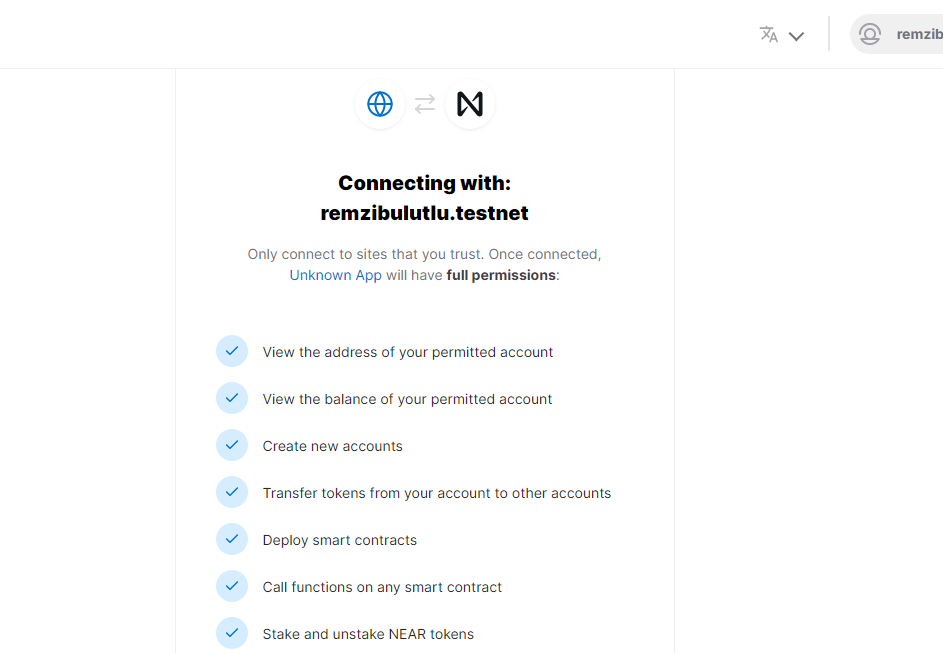 remzib
Connecting with:
remzibulutlu.testnet
Only connect to sites that you trust. Once connected,
Unknown App will have full permissions:
View the address of your permitted account
View the balance of your permitted account
Create new accounts
Transfer tokens from your account to other accounts
Deploy smart contracts
Call functions on any smart contract
Stake and unstake NEAR tokens